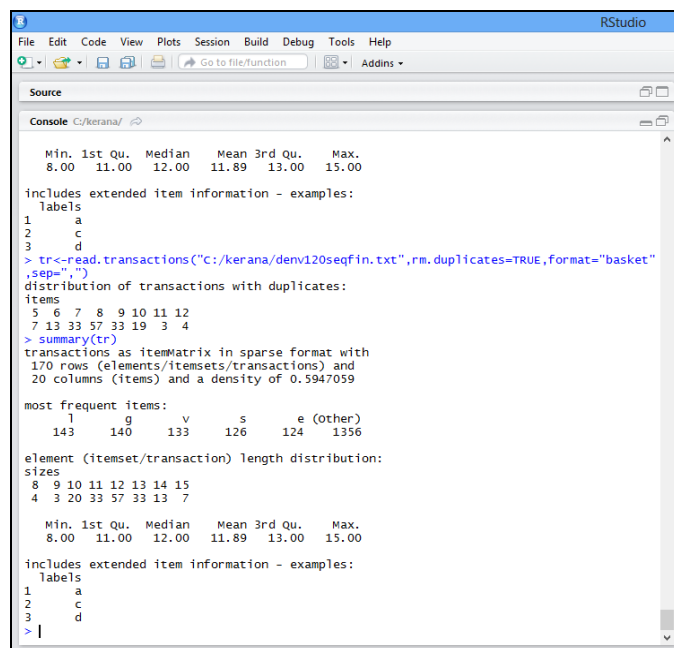 RStudio
File Edit Code View Plots Session Build Debug Tools Help
Go to file/function Addins
Source
Console C:/kerana/
Min. 1st Qu. Median Mean 3rd Qu. Max.
8.00 11.00 12.00 11.89 13.00 15.00
includes extended item information - examples:
labels
1 a
2 c
3 d
> tr<-read.transactions("C:/kerana/denv120seqfin.txt",rm.duplicates=TRUE,format="basket"
,sep=",")
distribution of transactions with duplicates:
items
5 6 7 8 9 10 11 12
7 13 33 57 33 19 3 4
> summary(tr)
transactions as itemMatrix in sparse format with
170 rows (elements/itemsets/transactions) and
20 columns (items) and a density of 0.5947059
most frequent items:
l g v s e (Other)
143 140 133 126 124 1356
element (itemset/transaction) length distribution:
sizes
8 9 10 11 12 13 14 15
4 3 20 33 57 33 13 7
Min. 1st Qu. Median Mean 3rd Qu. Max.
8.00 11.00 12.00 11.89 13.00 15.00
includes extended item information - examples:
labels
1 a
2 c
3 d
>